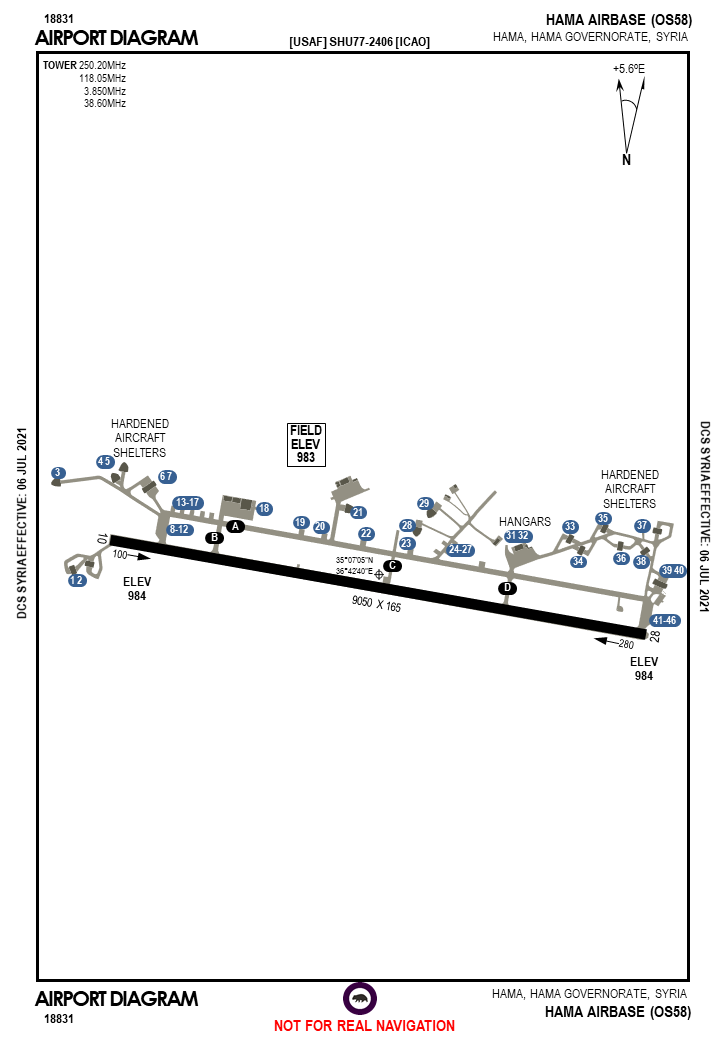 18831
AIRPORT DIAGRAM
[USAF] SHU77-2406 [ICAO]
HAMA AIRBASE (OS58)
HAMA, HAMA GOVERNORATE, SYRIA
TOWER 250.20MHz
118.05MHz
3.850MHz
38.60MHz
+5.6ºE
N
HARDENED
AIRCRAFT
SHELTERS
FIELD
ELEV
983
3
4 5
6 7
13-17
18
8-12
A
B
19
20
21
22
28
29
23
24-27
HANGARS
31 32
HARDENED
AIRCRAFT
SHELTERS
33
34
35
36
37
38
39 40
41-46
10
100
1 2
ELEV
984
35°07'05"N
36°42'40"E
C
D
9050 X 165
28
280
ELEV
984
DCS SYRIA EFFECTIVE: 06 JUL 2021
DCS SYRIA EFFECTIVE: 06 JUL 2021
AIRPORT DIAGRAM
18831
NOT FOR REAL NAVIGATION
HAMA, HAMA GOVERNORATE, SYRIA
HAMA AIRBASE (OS58)